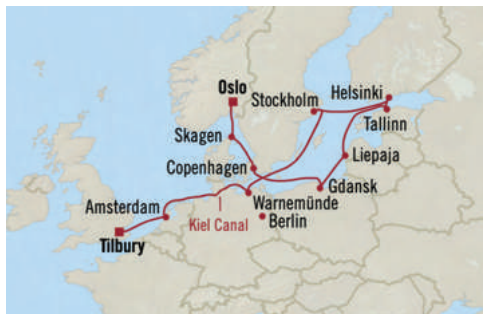 Oslo
Helsinki
Stockholm
Tallinn
Skagen
Liepaja
Copenhagen
Gdansk
Amsterdam
Warnemünde
Kiel Canal
Berlin
Tilbury